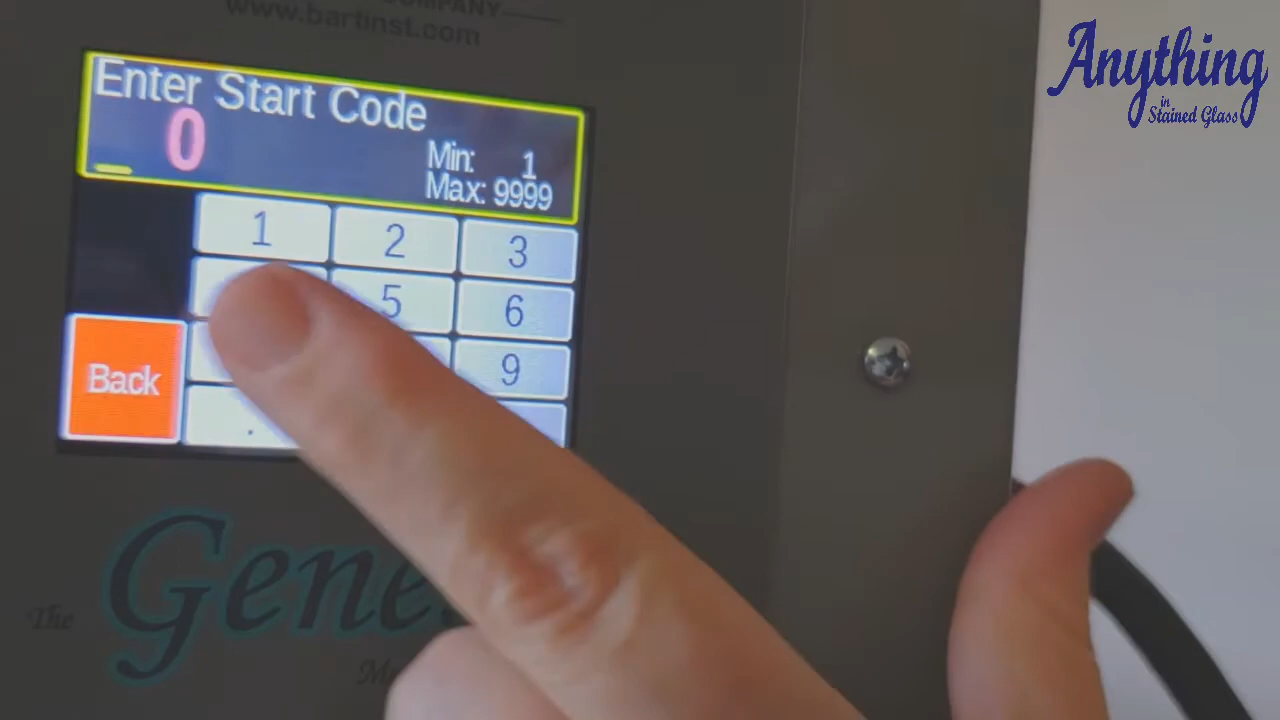 COMPANY
www.bartinst.com
Enter Start Code
0
Min: 1
Max: 9999
1 2 3
5 6
9
Back
.
The
Anything
in
Stained Glass